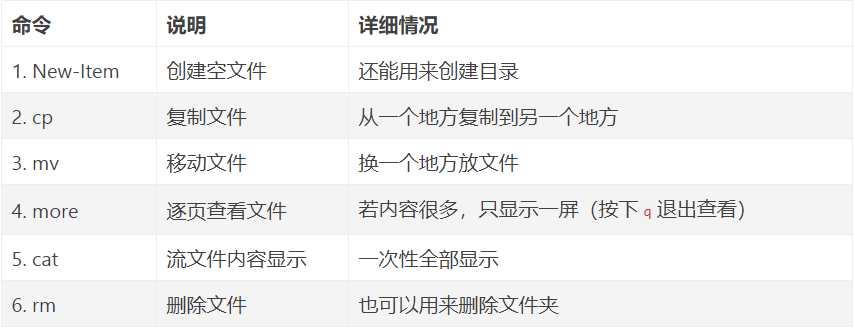 命令 说明 详细情况
1. New-Item 创建空文件 还能用来创建目录
2. cp 复制文件 从一个地方复制到另一个地方
3. mv 移动文件 换一个地方放文件
4. more 逐页查看文件 若内容很多，只显示一屏（按下 q 退出查看）
5. cat 流文件内容显示 一次性全部显示
6. rm 删除文件 也可以用来删除文件夹